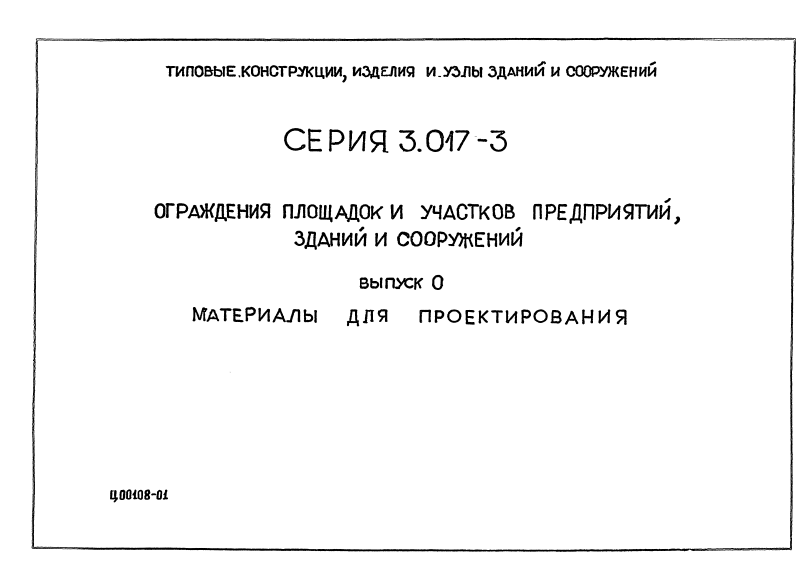 ТИПОВЫЕ КОНСТРУКЦИИ, ИЗДЕЛИЯ И УЗЛЫ ЗДАНИЙ И СООРУЖЕНИЙ
СЕРИЯ 3.017-3
ОГРАЖДЕНИЯ ПЛОЩАДОК И УЧАСТКОВ ПРЕДПРИЯТИЙ,
ЗДАНИЙ И СООРУЖЕНИЙ
ВЫПУСК 0
МАТЕРИАЛЫ ДЛЯ ПРОЕКТИРОВАНИЯ
Ц00108-01